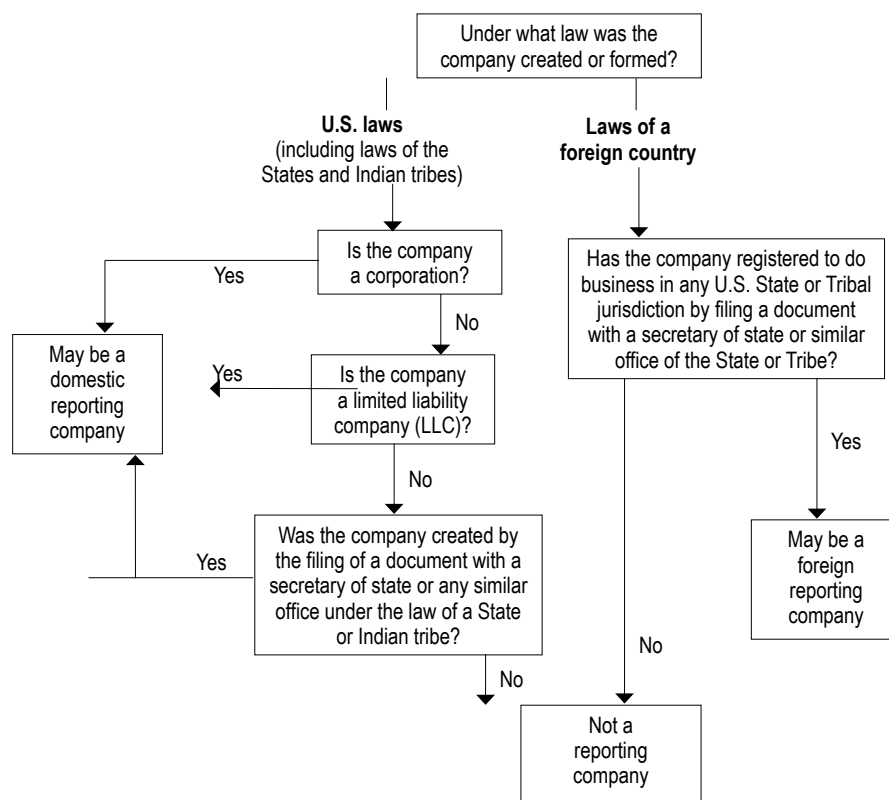 Under what law was the
company created or formed?
U.S. laws
(including laws of the
States and Indian tribes)
Laws of a
foreign country
Is the company
a corporation?
Yes
No
Has the company registered to do
business in any U.S. State or Tribal
jurisdiction by filing a document
with a secretary of state or similar
office of the State or Tribe?
May be a
domestic
reporting
company
Yes
Is the company
a limited liability
company (LLC)?
No
Yes
Was the company created by
the filing of a document with a
secretary of state or any similar
office under the law of a State
or Indian tribe?
Yes
No
May be a
foreign
reporting
company
No
Not a
reporting
company